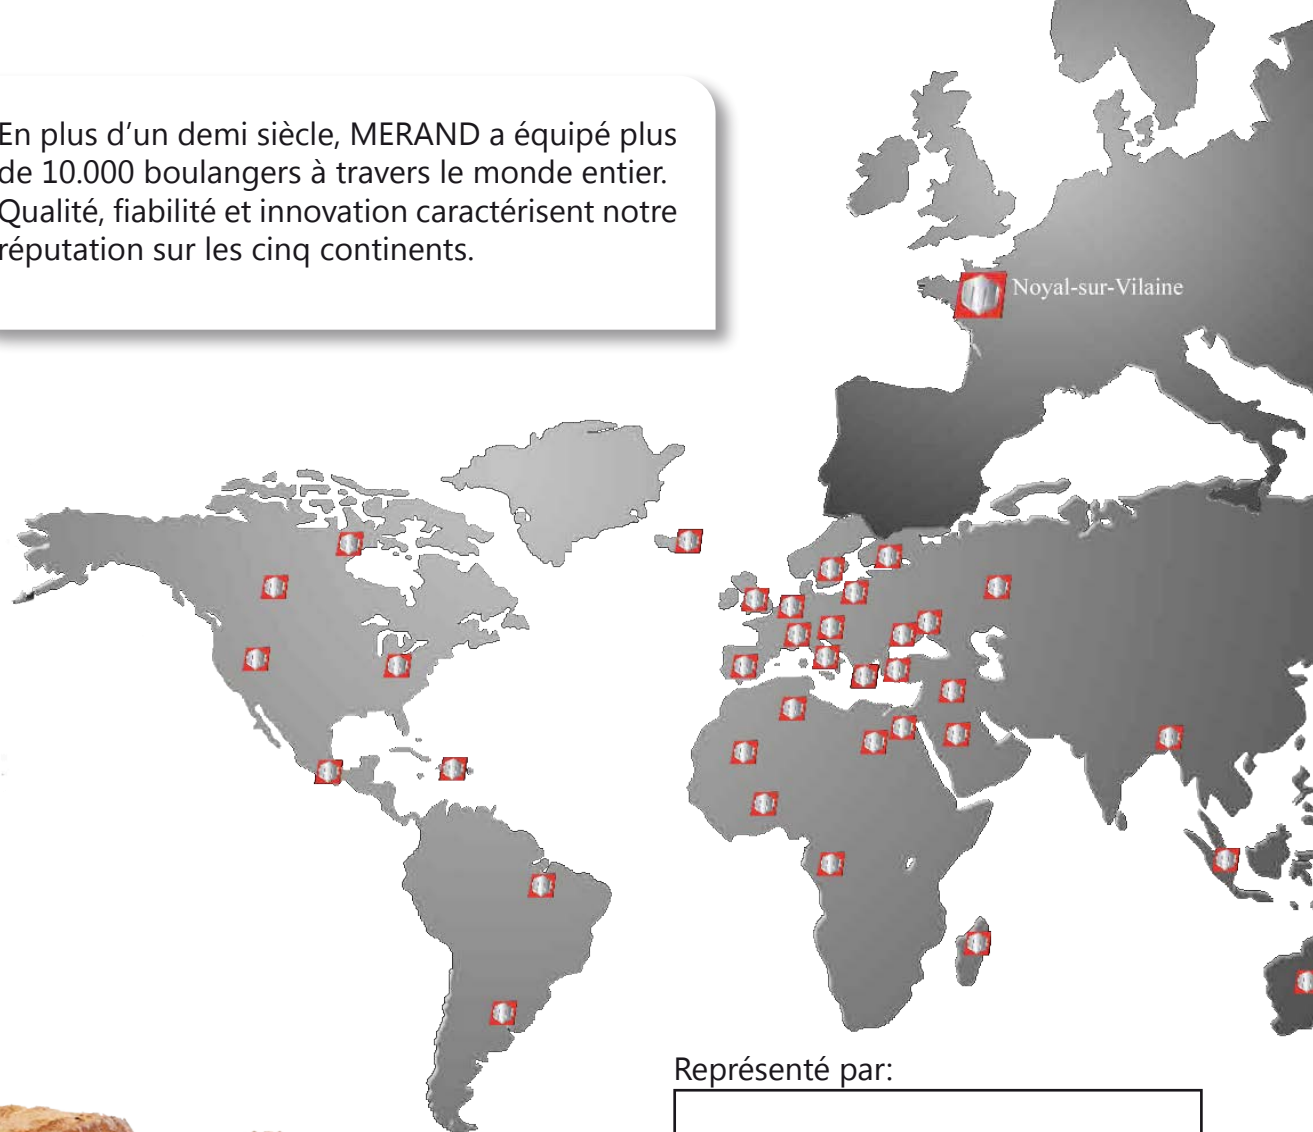 En plus d'un demi siècle, MERAND a équipé plus
de 10.000 boulangers à travers le monde entier.
Qualité, fiabilité et innovation caractérisent notre
réputation sur les cinq continents.
Noyal-sur-Vilaine
Représenté par: